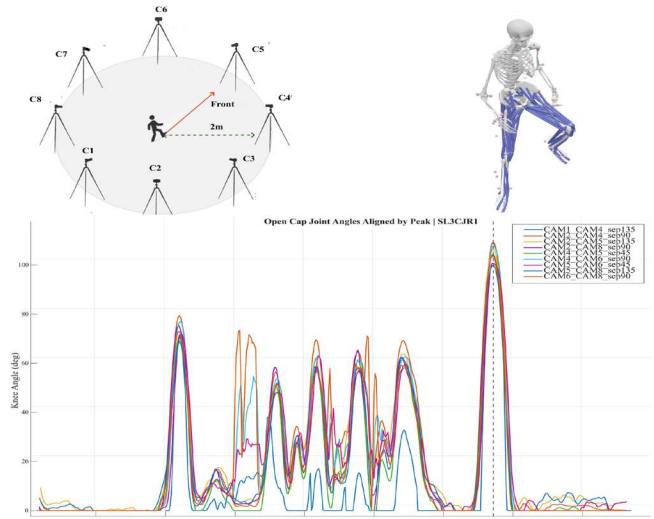 C6
C7
C5
C8
Front
C4
2m
C1
C3
C2
Open Cap Joint Angles Aligned by Peak | SL3CJR1
CAM1_CAM4_sep135
CAM2_CAM4_sep90
CAM2_CAM5_sep135
CAM2_CAM8_sep90
CAM4_CAM5_sep45
CAM4_CAM6_sep90
CAM5_CAM6_sep45
CAM5_CAM8_sep135
CAM6_CAM8_sep90
Knee Angle (deg)
100
80
60
40
20
0